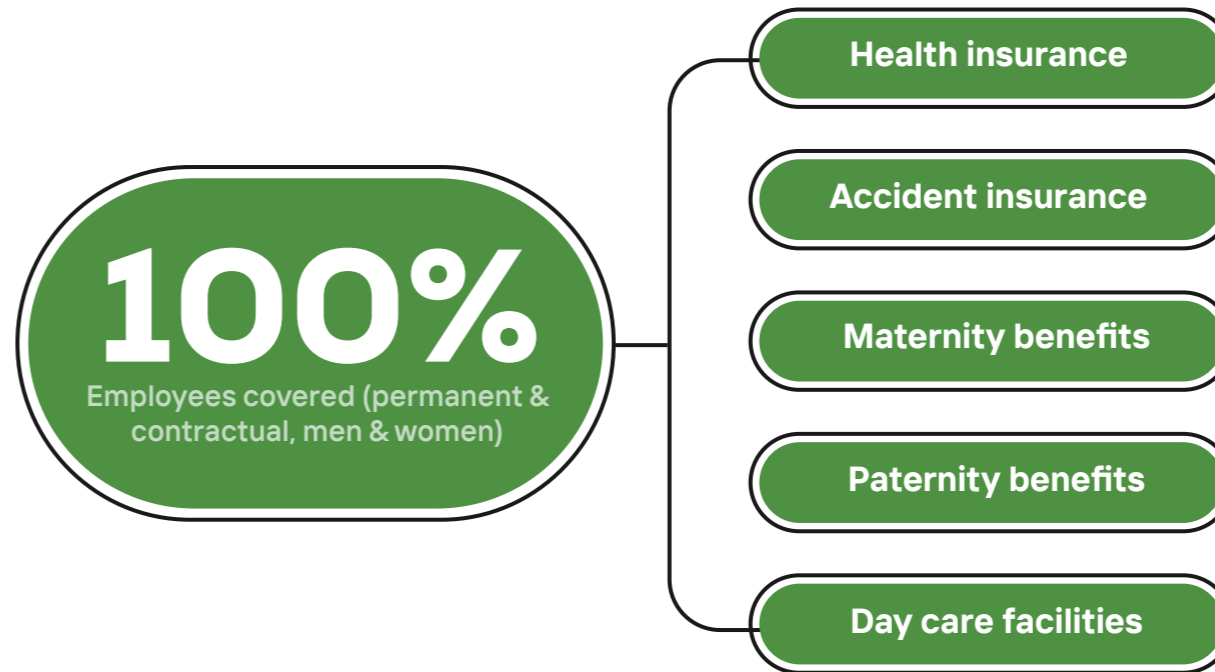 100%
Employees covered (permanent &
contractual, men & women)
Health insurance
Accident insurance
Maternity benefits
Paternity benefits
Day care facilities